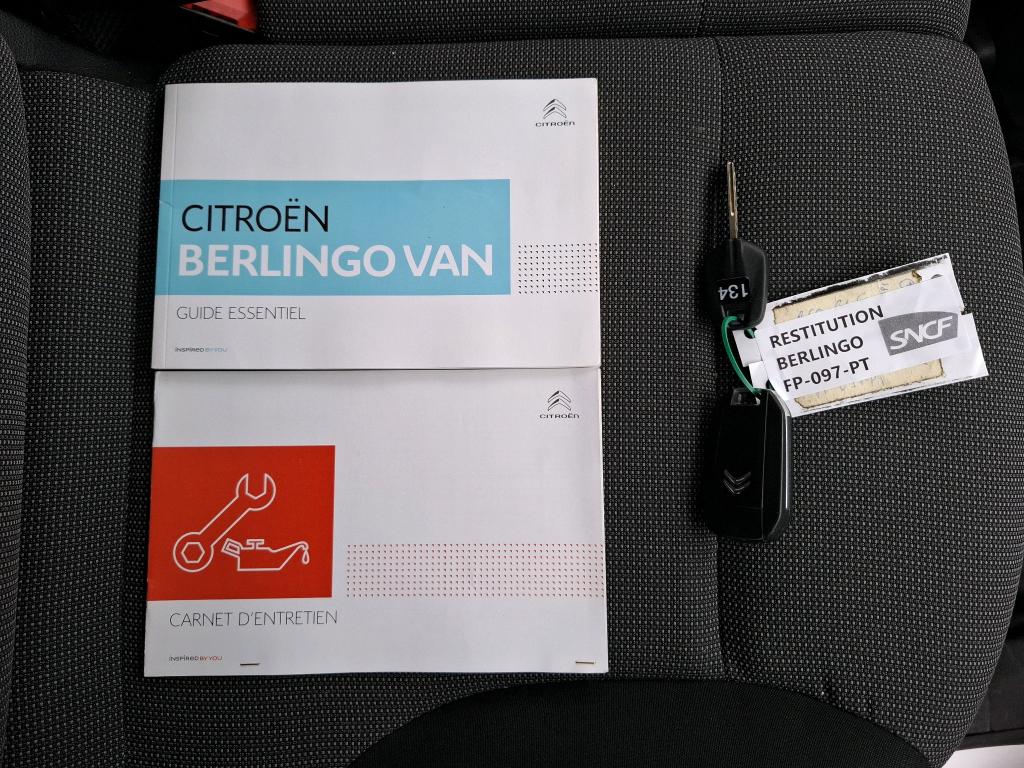 CITROËN
CITROËN
BERLINGO VAN
GUIDE ESSENTIEL
INSPIRED BY YOU
CITROËN
CARNET D'ENTRETIEN
INSPIRED BY YOU
134
RESTITUTION
BERLINGO
FP-097-PT
SNCF